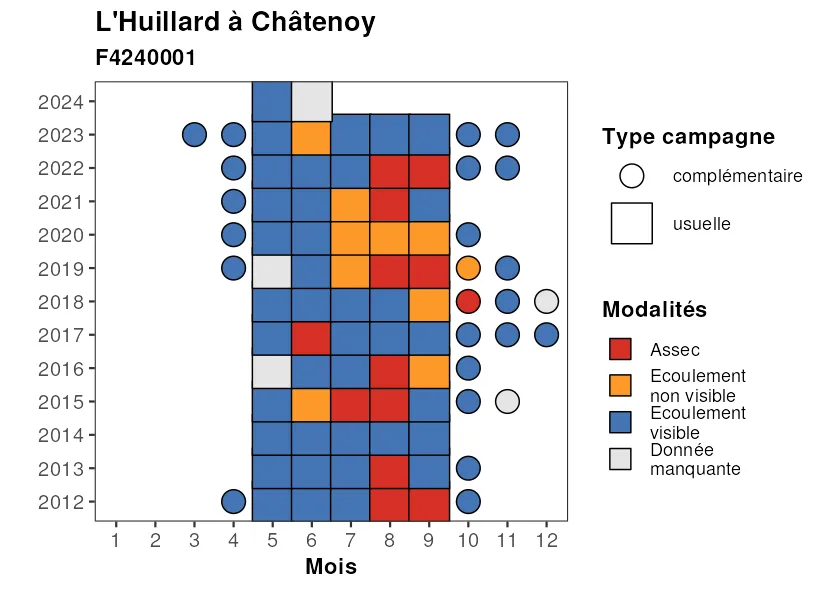 L'Huillard à Châtenoy
F4240001
2024
2023
2022
2021
2020
2019
2018
2017
2016
2015
2014
2013
2012
1 2 3 4 5 6 7 8 9 10 11 12
Mois
Type campagne
complémentaire
usuelle
Modalités
Assec
Ecoulement
non visible
Ecoulement
visible
Donnée
manquante